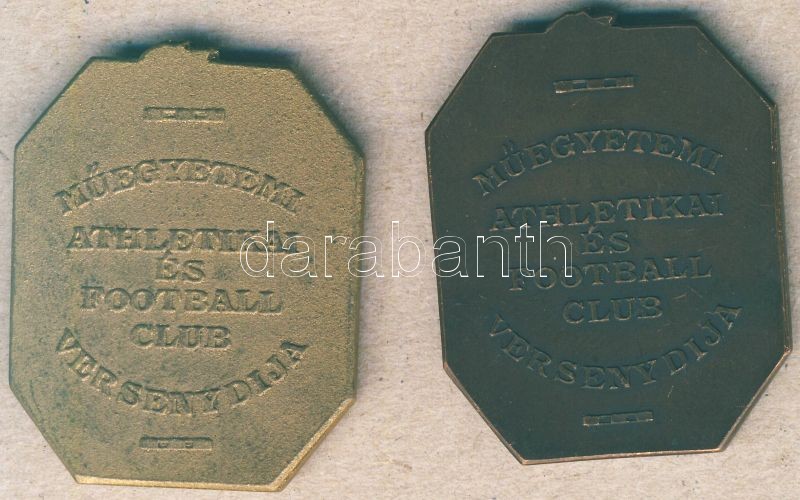 MŰEGYETEMI
ATHLETIKAI
ÉS
FOOTBALL
CLUB
VERSENYDIJA
MŰEGYETEMI
ATHLETIKAI
ÉS
FOOTBALL
CLUB
VERSENYDIJA
darabanth